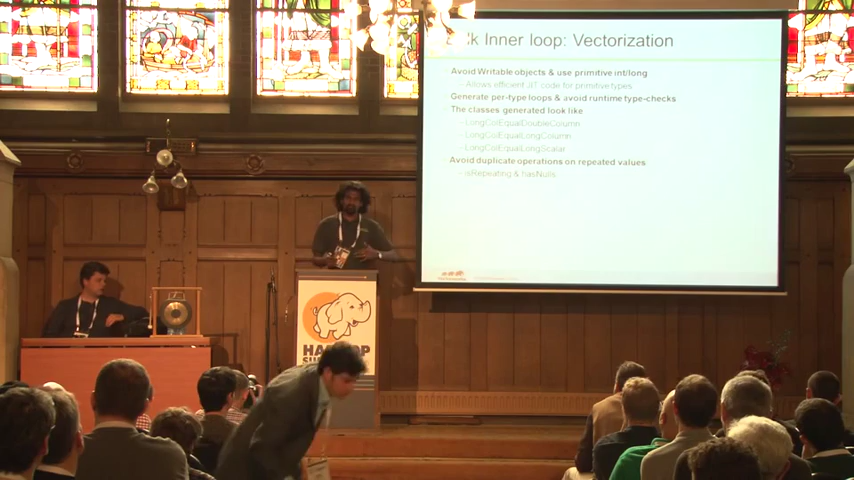 Inner loop: Vectorization
Avoid Writable objects & use primitive int/long
– Allows efficient JIT code for primitive types
Generate per-type loops & avoid runtime type-checks
The classes generated look like
– LongColEqualDoubleColumn
– LongColEqualLongColumn
– LongColEqualLongScalar
Avoid duplicate operations on repeated values
– isRepeating & hasNulls